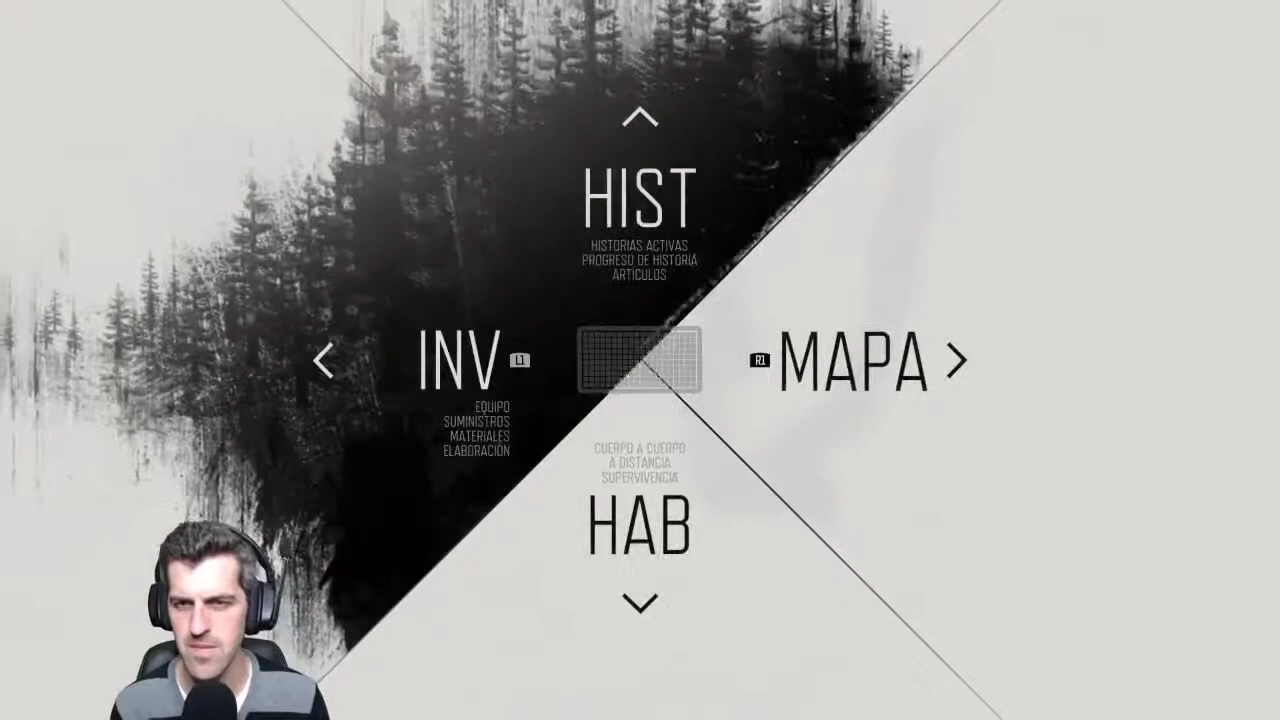 HIST
HISTORIAS ACTIVAS
PROGRESO DE HISTORIA
ARTÍCULOS
INV L1
R1 MAPA
EQUIPO
SUMINISTROS
MATERIALES
ELABORACIÓN
CUERPO A CUERPO
A DISTANCIA
SUPERVIVENCIA
HAB